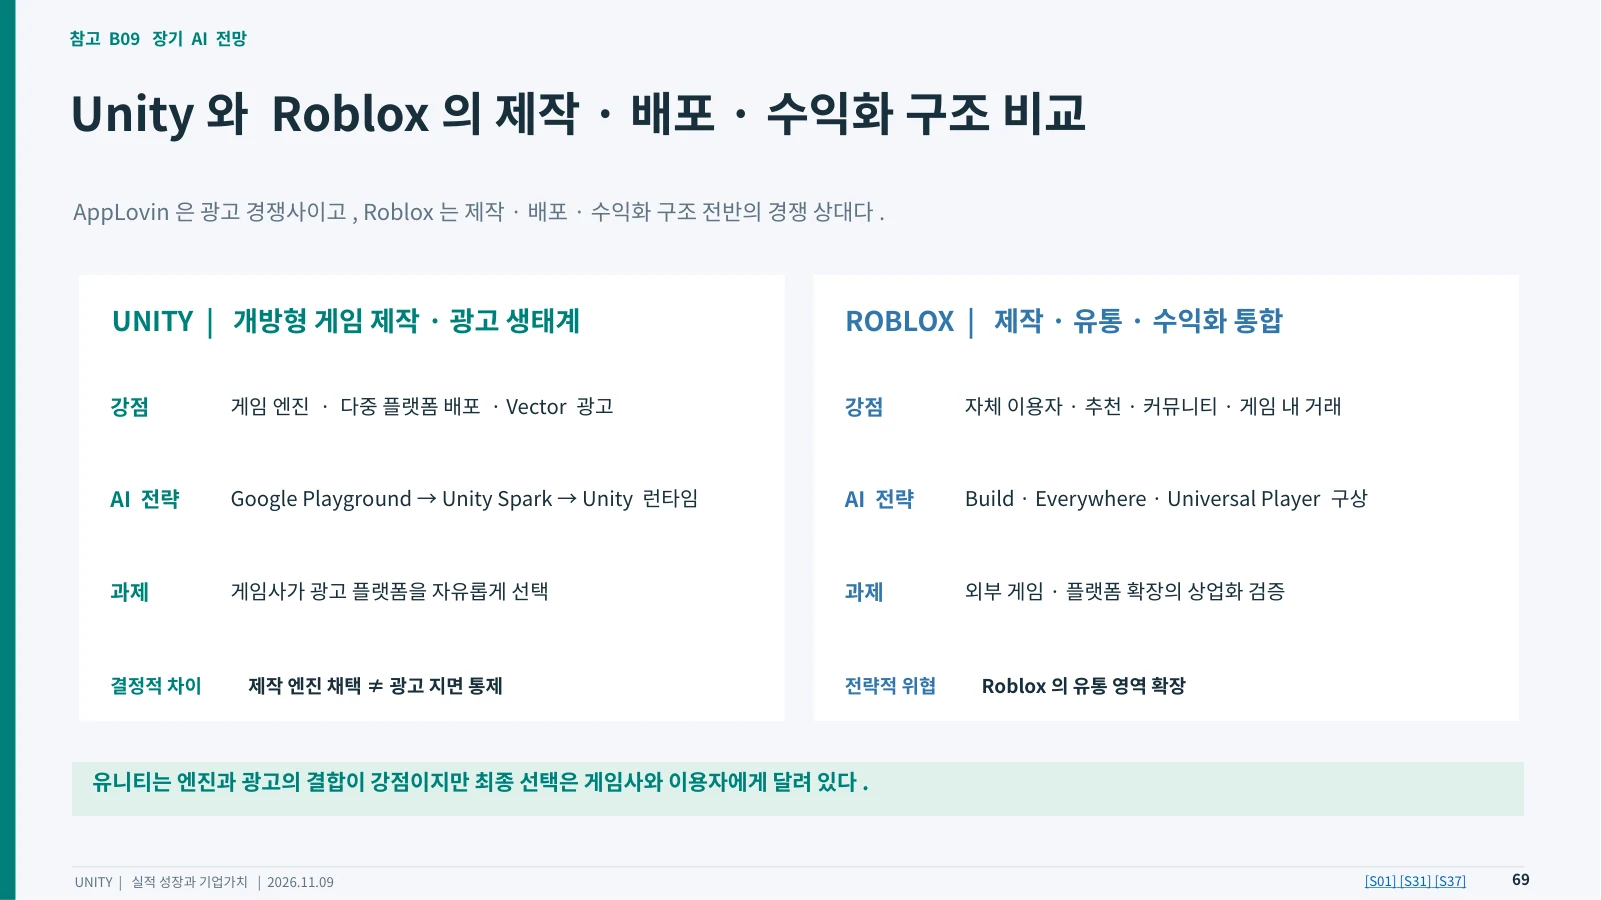 참고 B09 장기 AI 전망
Unity 와 Roblox 의 제작 · 배포 · 수익화 구조 비교
AppLovin 은 광고 경쟁사이고 , Roblox 는 제작 · 배포 · 수익화 구조 전반의 경쟁 상대다 .
UNITY | 개방형 게임 제작 · 광고 생태계
강점 게임 엔진 · 다중 플랫폼 배포 · Vector 광고
AI 전략 Google Playground → Unity Spark → Unity 런타임
과제 게임사가 광고 플랫폼을 자유롭게 선택
결정적 차이 제작 엔진 채택 ≠ 광고 지면 통제
ROBLOX | 제작 · 유통 · 수익화 통합
강점 자체 이용자 · 추천 · 커뮤니티 · 게임 내 거래
AI 전략 Build · Everywhere · Universal Player 구상
과제 외부 게임 · 플랫폼 확장의 상업화 검증
전략적 위협 Roblox 의 유통 영역 확장
유니티는 엔진과 광고의 결합이 강점이지만 최종 선택은 게임사와 이용자에게 달려 있다 .
UNITY | 실적 성장과 기업가치 | 2026.11.09
[S01] [S31] [S37] 69